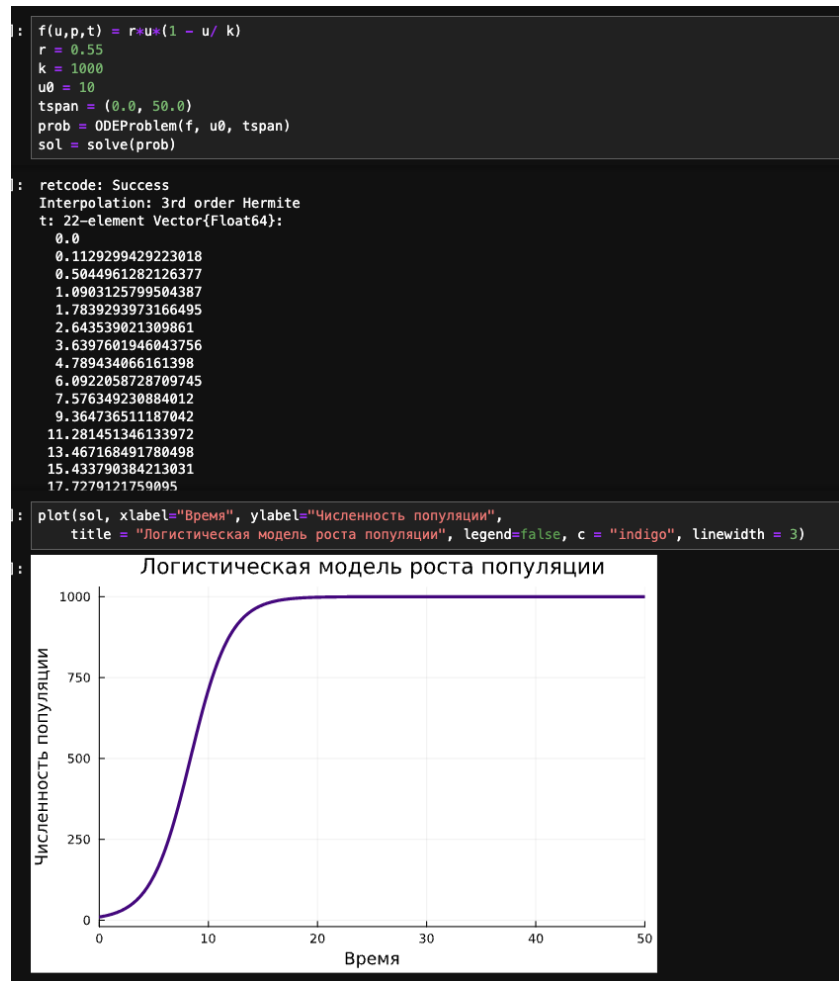 ]: f(u,p,t) = r*u*(1 - u/ k)
r = 0.55
k = 1000
u0 = 10
tspan = (0.0, 50.0)
prob = ODEProblem(f, u0, tspan)
sol = solve(prob)
]: retcode: Success
Interpolation: 3rd order Hermite
t: 22-element Vector{Float64}:
0.0
0.1129299429223018
0.5044961282126377
1.0903125799504387
1.7839293973166495
2.643539021309861
3.6397601946043756
4.789434066161398
6.0922058728709745
7.576349230884012
9.364736511187042
11.281451346133972
13.467168491780498
15.433790384213031
17.7279121759095
]: plot(sol, xlabel="Время", ylabel="Численность популяции",
title = "Логистическая модель роста популяции", legend=false, c = "indigo", linewidth = 3)
]:
Логистическая модель роста популяции
Численность популяции
1000
750
500
250
0
0 10 20 30 40 50
Время